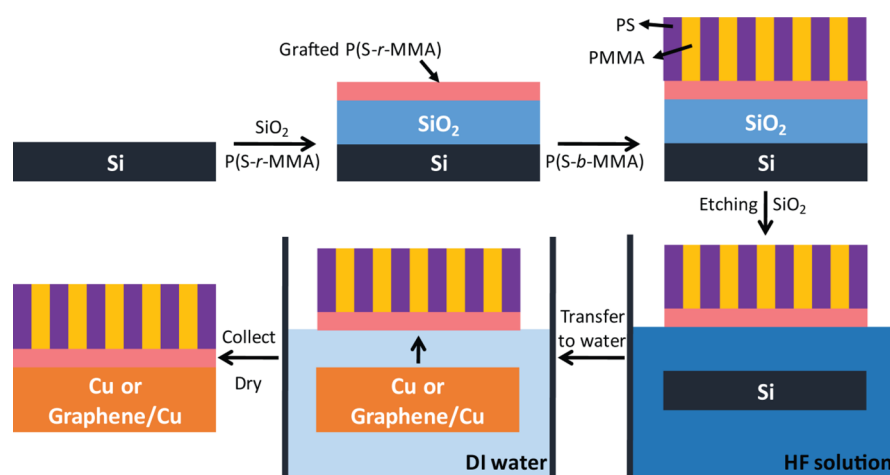 PS
PMMA
Grafted P(S-r-MMA)
SiO₂
Si
SiO₂
P(S-r-MMA)
Si
P(S-b-MMA)
SiO₂
Si
Etching SiO₂
Collect
Dry
Cu or
Graphene/Cu
Cu or
Graphene/Cu
DI water
Transfer
to water
Si
HF solution